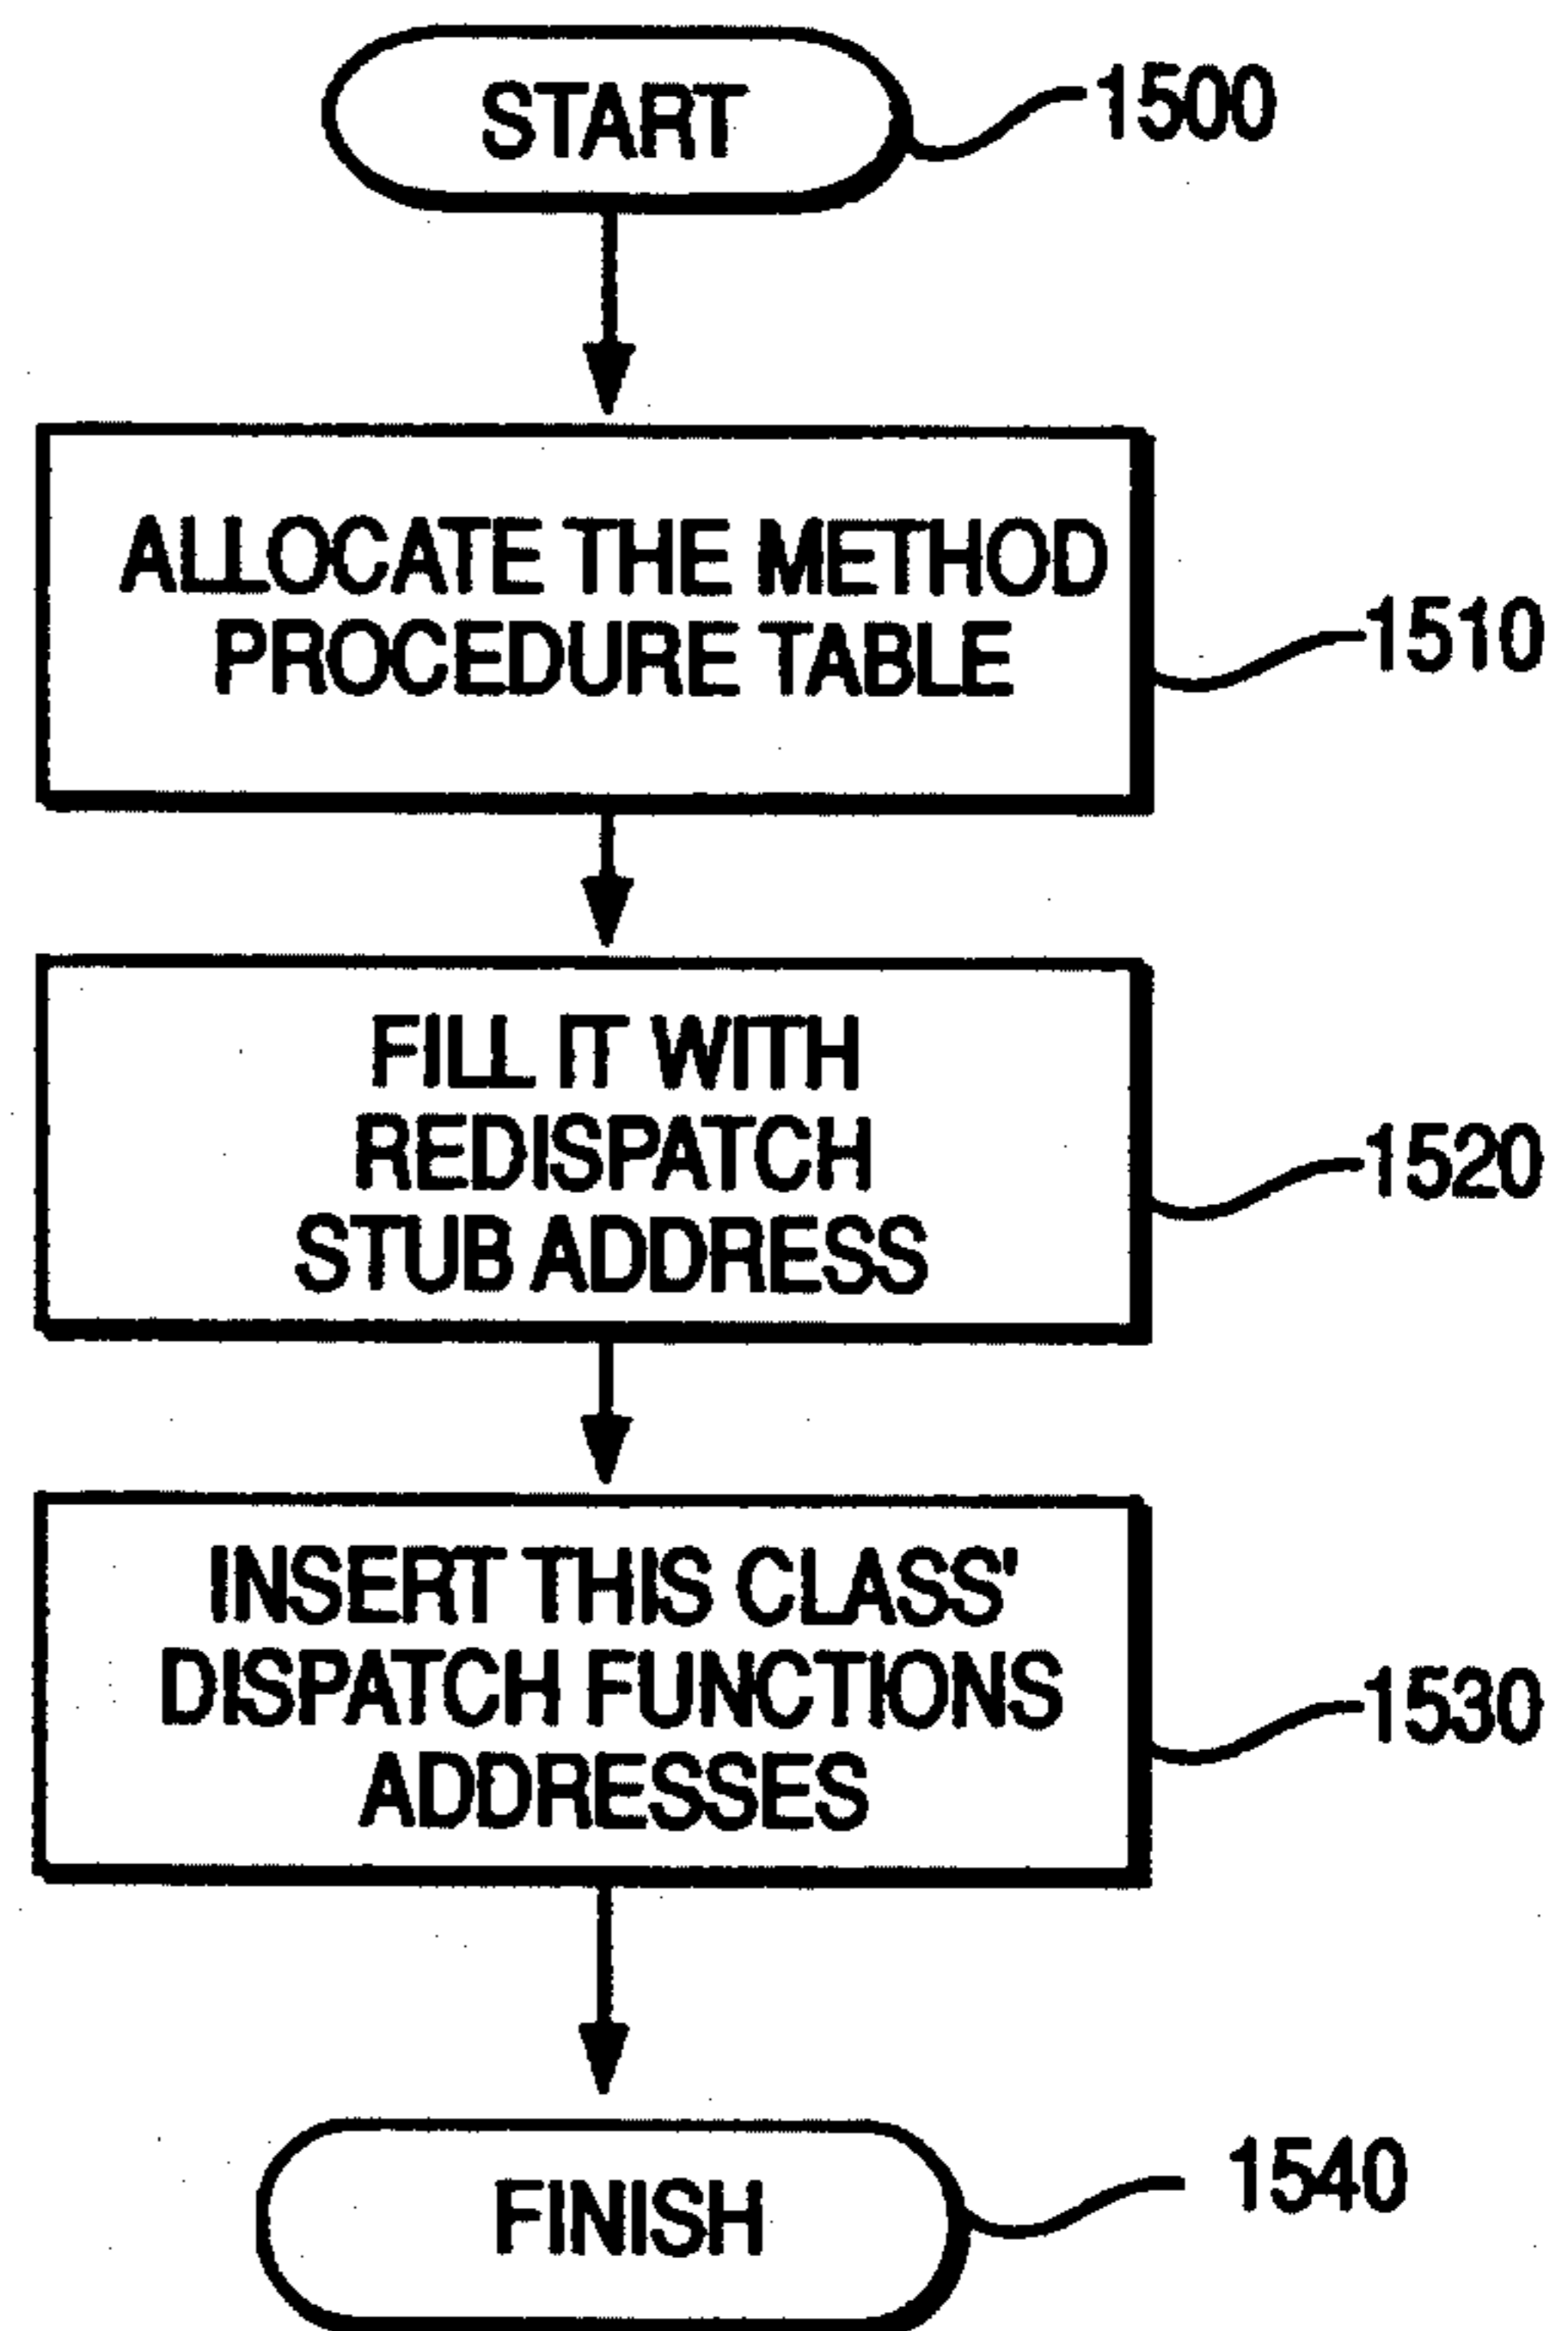 START
1500
ALLOCATE THE METHOD
PROCEDURE TABLE
1510
FILL IT WITH
REDISPATCH
STUB ADDRESS
1520
INSERT THIS CLASS'
DISPATCH FUNCTIONS
ADDRESSES
1530
FINISH
1540